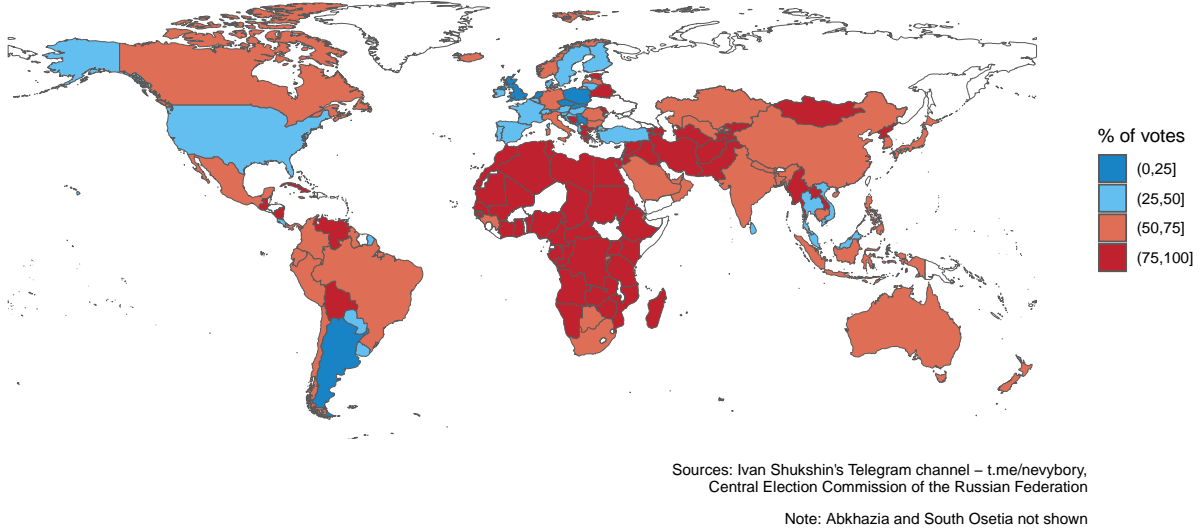 % of votes
(0,25]
(25,50]
(50,75]
(75,100]
Sources: Ivan Shukshin's Telegram channel – t.me/nevybory,
Central Election Commission of the Russian Federation
Note: Abkhazia and South Osetia not shown